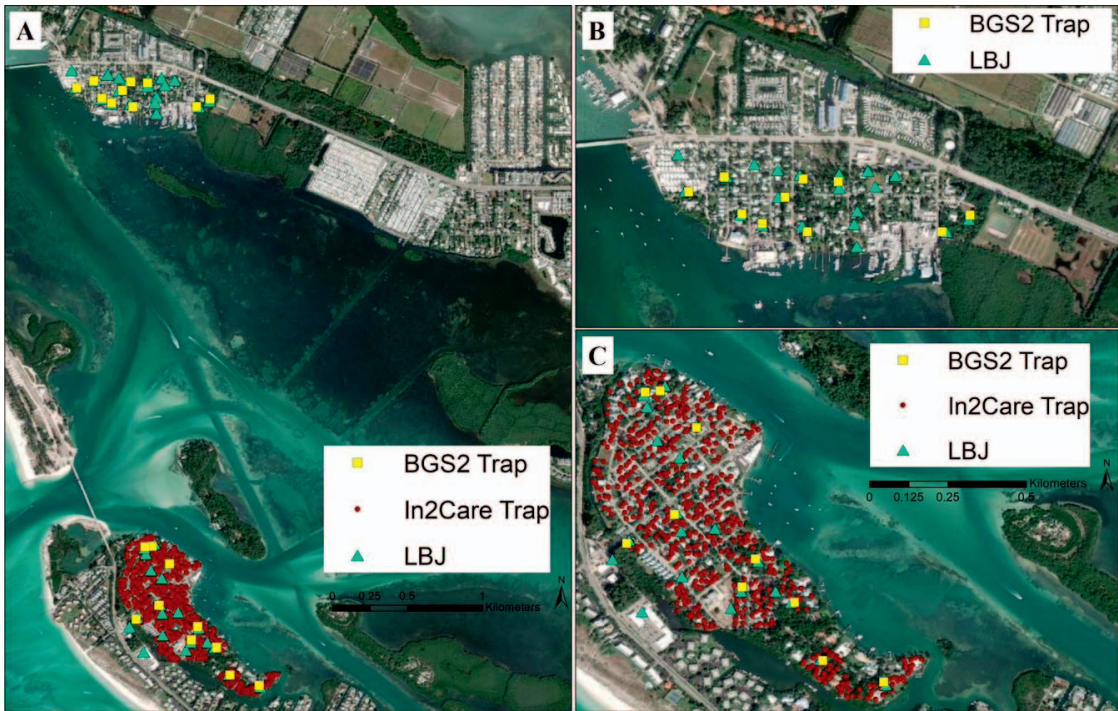 A
BGS2 Trap
In2Care Trap
LBJ
N
0 0.25 0.5 1
Kilometers
B
BGS2 Trap
LBJ
C
BGS2 Trap
In2Care Trap
LBJ
Kilometers
0 0.125 0.25 0.5
N